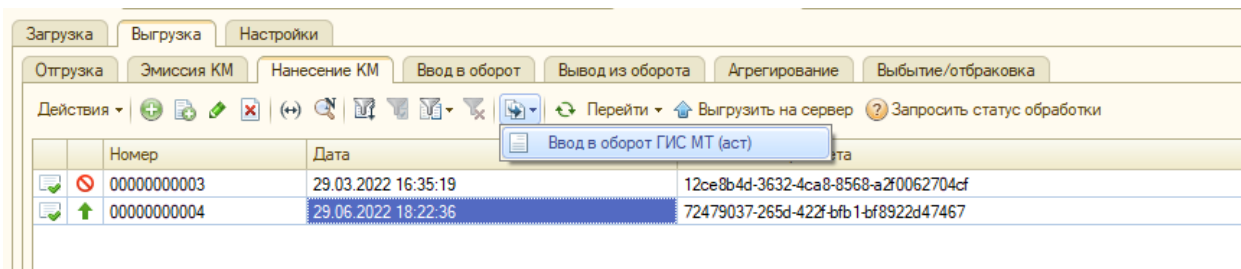 Загрузка Выгрузка Настройки
Отгрузка Эмиссия КМ Нанесение КМ Ввод в оборот Вывод из оборота Агрегирование Выбытие/отбраковка
Действия Перейти Выгрузить на сервер Запросить статус обработки
Ввод в оборот ГИС МТ (аст)
Номер Дата
00000000003 29.03.2022 16:35:19 12ce8b4d-3632-4ca8-8568-a2f0062704cf
00000000004 29.06.2022 18:22:36 72479037-265d-422f-bfb1-bf8922d47467